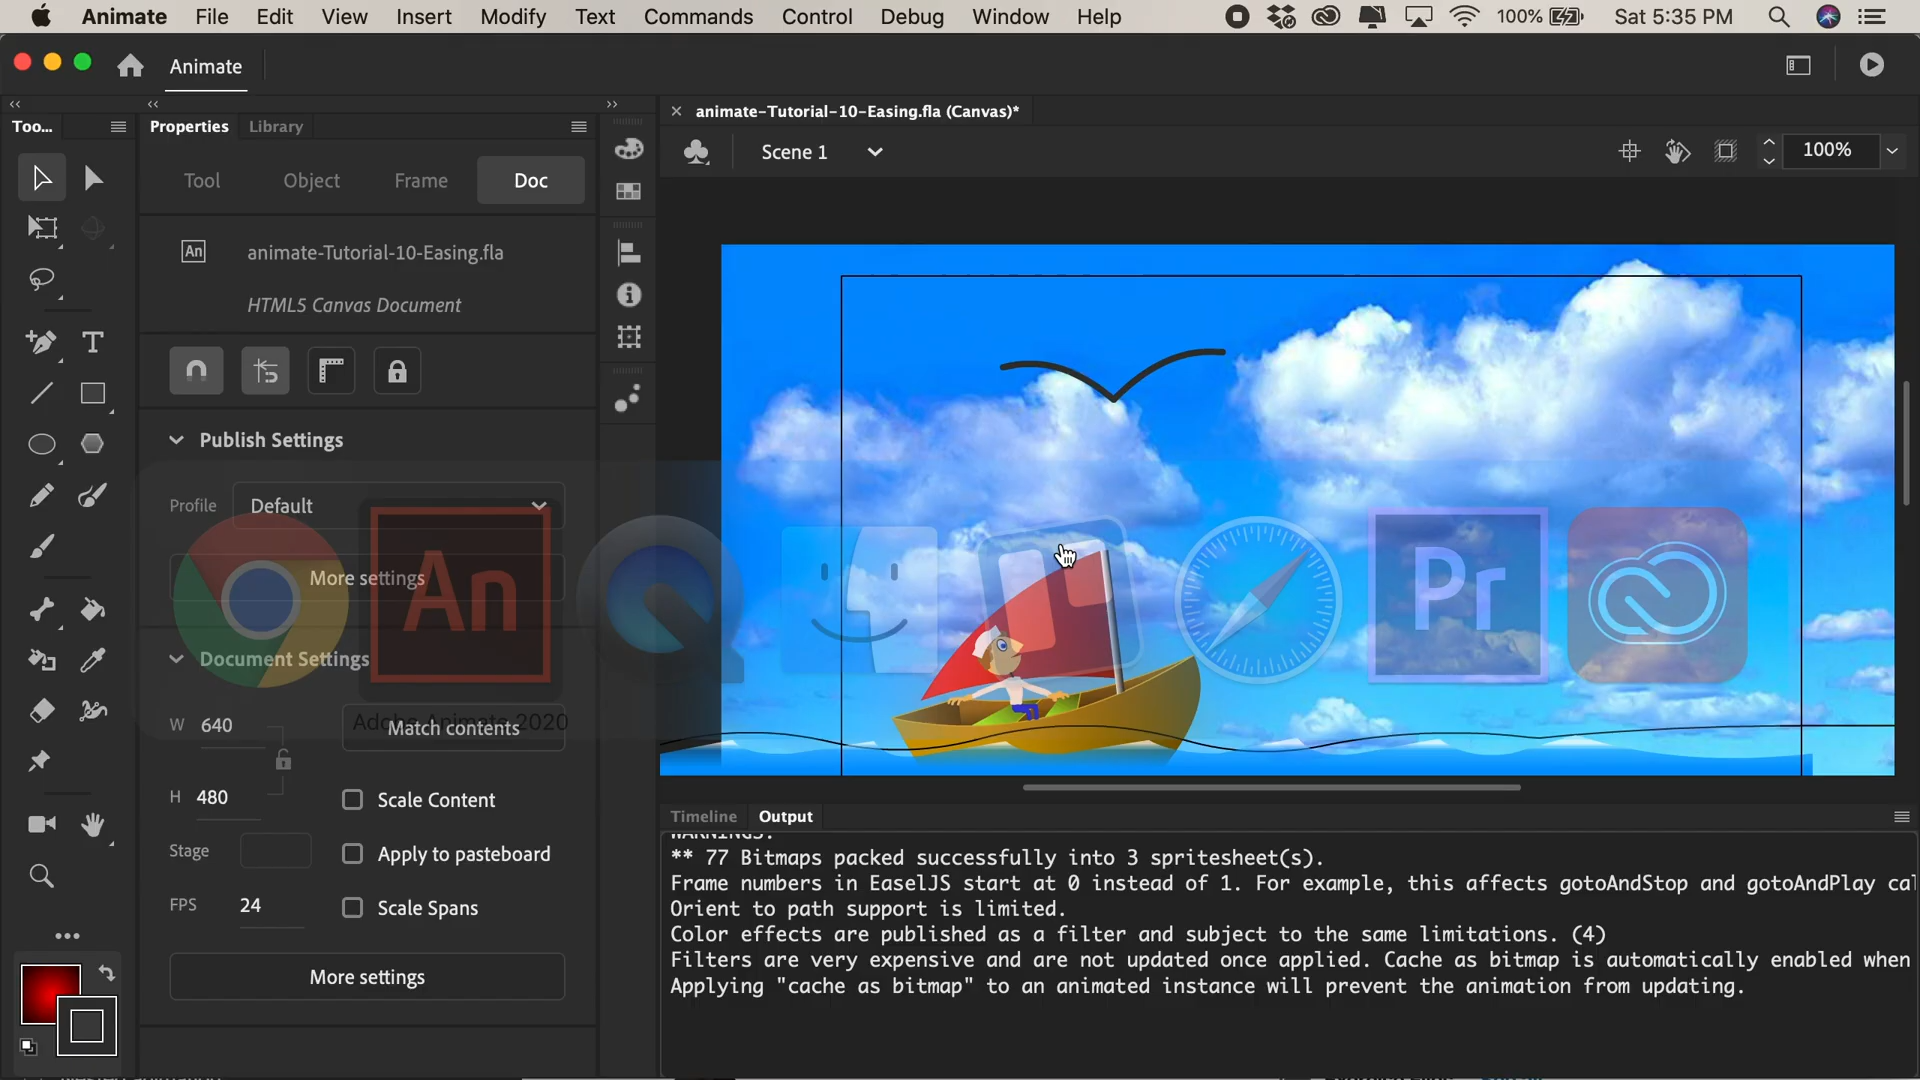 Animate File Edit View Insert Modify Text Commands Control Debug Window Help 100% Sat 5:35 PM
Animate
Too...
Properties Library
animate-Tutorial-10-Easing.fla (Canvas)*
Scene 1
100%
Tool Object Frame Doc
An animate-Tutorial-10-Easing.fla
HTML5 Canvas Document
Publish Settings
Profile Default
More settings
An
Pr
Document Settings
Adobe Animate 2020
W 640
Match contents
H 480
Scale Content
Stage
Apply to pasteboard
FPS 24
Scale Spans
More settings
Timeline Output
WARNINGS:
** 77 Bitmaps packed successfully into 3 spritesheet(s).
Frame numbers in EaselJS start at 0 instead of 1. For example, this affects gotoAndStop and gotoAndPlay cal
Orient to path support is limited.
Color effects are published as a filter and subject to the same limitations. (4)
Filters are very expensive and are not updated once applied. Cache as bitmap is automatically enabled when
Applying "cache as bitmap" to an animated instance will prevent the animation from updating.